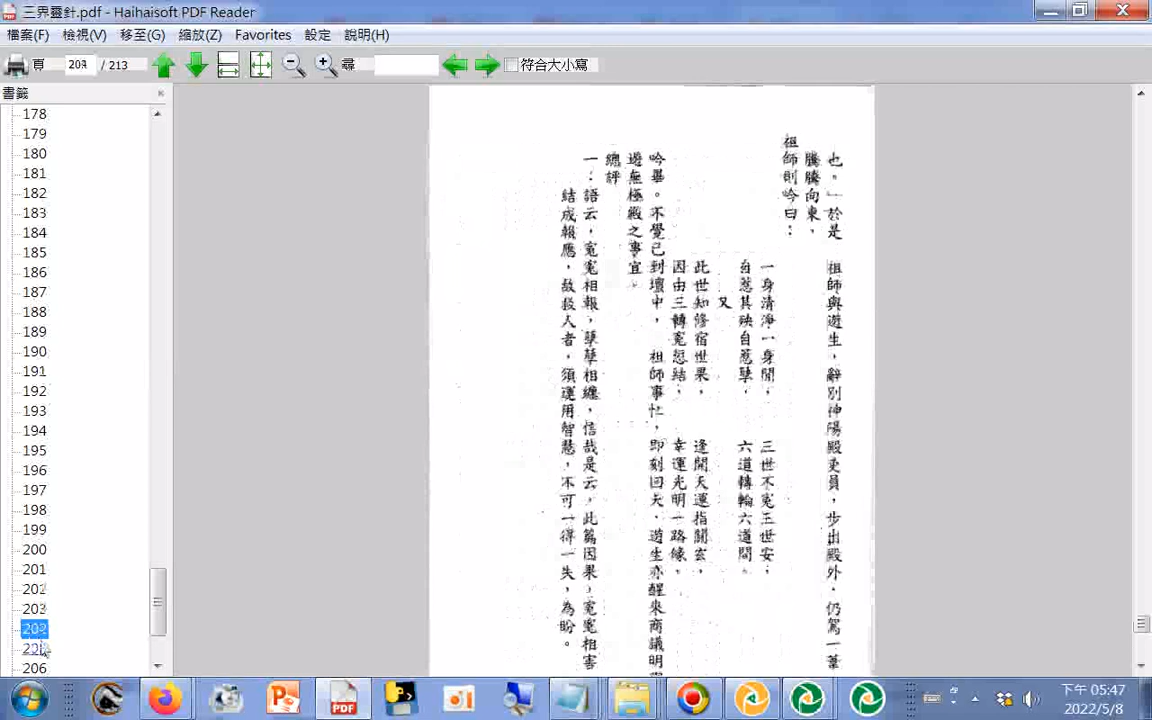 三界靈針.pdf - Haihaisoft PDF Reader
檔案(F) 檢視(V) 移至(G) 縮放(Z) Favorites 設定 說明(H)
頁 204 / 213 尋 符合大小寫
書籤
178
179
180
181
182
183
184
185
186
187
188
189
190
191
192
193
194
195
196
197
198
199
200
201
202
203
206
也。」於是 祖師與遊生,辭別神陽殿吏員,步出殿外.仍駕一葦
騰騰向東,
祖師則吟曰:
一身清淨一身閒, 三世不冤三世安;
自惹其殃自惹孽, 六道轉輪六道間。
又
此世知修宿世果, 逢開天運指關玄,
因由三轉冤愆結, 幸運光明一路緣,
吟畢。不覺已到壇中, 祖師事忙,即刻回天.遊生亦醒來商議明
遊無極殿之事宜。
總評
一:語云,冤冤相報,孽孽相纏,信哉是云,此篇因果,冤冤相害
結成報應,故殺人者,須運用智慧,不可一得一失,為盼。
PDF
下午 05:47
2022/5/8